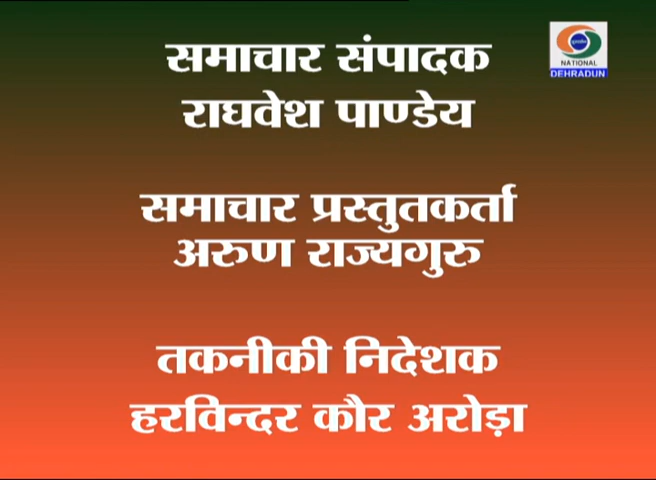 समाचार संपादक
राघवेश पाण्डेय
NATIONAL
DEHRADUN
समाचार प्रस्तुतकर्ता
अरुण राज्यगुरु
तकनीकी निदेशक
हरविन्दर कौर अरोड़ा